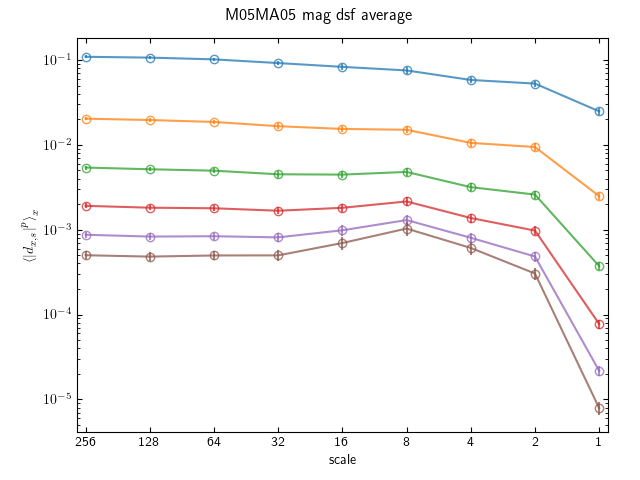 M05MA05 mag dsf average
10⁻¹
10⁻²
10⁻³
10⁻⁴
10⁻⁵
⟨|d_{x,s}|^p⟩_x
256 128 64 32 16 8 4 2 1
scale